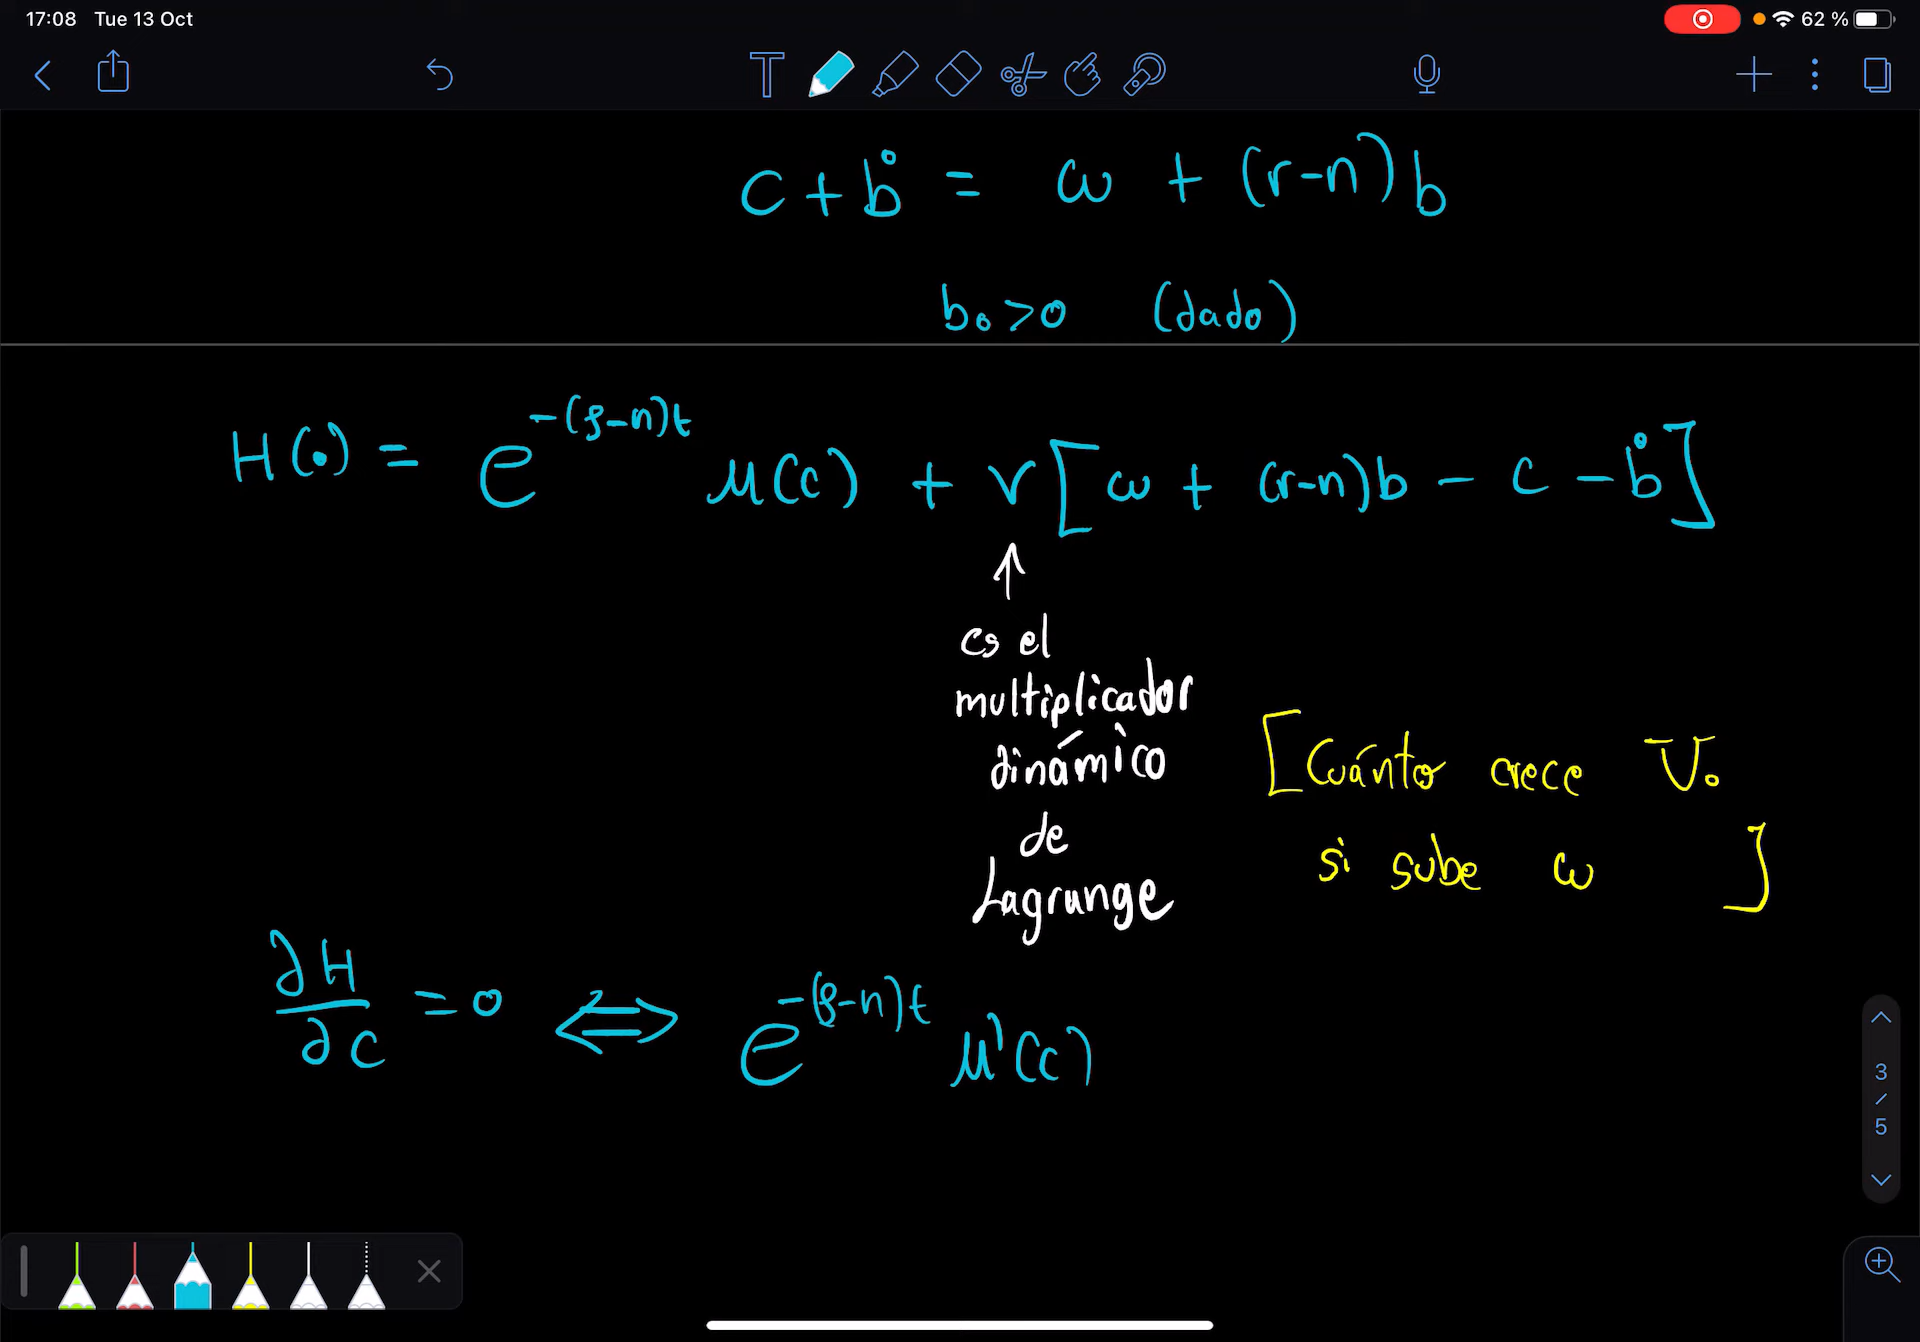 17:08 Tue 13 Oct 62 %
c + ḃ = ω + (r-n)b
b₀ > 0 (dado)
H(•) = e^{-(ρ-n)t} μ(c) + ν[ω + (r-n)b - c - ḃ]
es el
multiplicador
dinámico
de
Lagrange
[Cuánto crece U₀
si sube ω ]
∂H/∂c = 0 ⇔ e^{-(ρ-n)t} μ'(c)
3
/
5